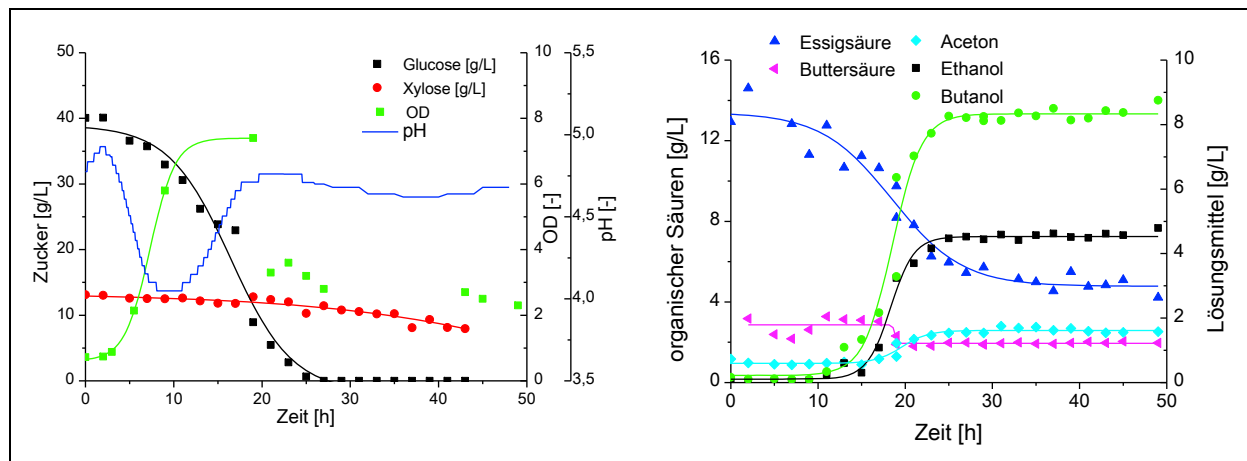 50
40
30
20
10
0
Zucker [g/L]
Glucose [g/L]
Xylose [g/L]
OD
pH
10
8
6
4
2
0
OD [-]
5,5
5,0
4,5
4,0
3,5
pH [-]
0 10 20 30 40 50
Zeit [h]
16
12
8
4
0
organischer Säuren [g/L]
Essigsäure
Buttersäure
Aceton
Ethanol
Butanol
10
8
6
4
2
0
Lösungsmittel [g/L]
0 10 20 30 40 50
Zeit [h]